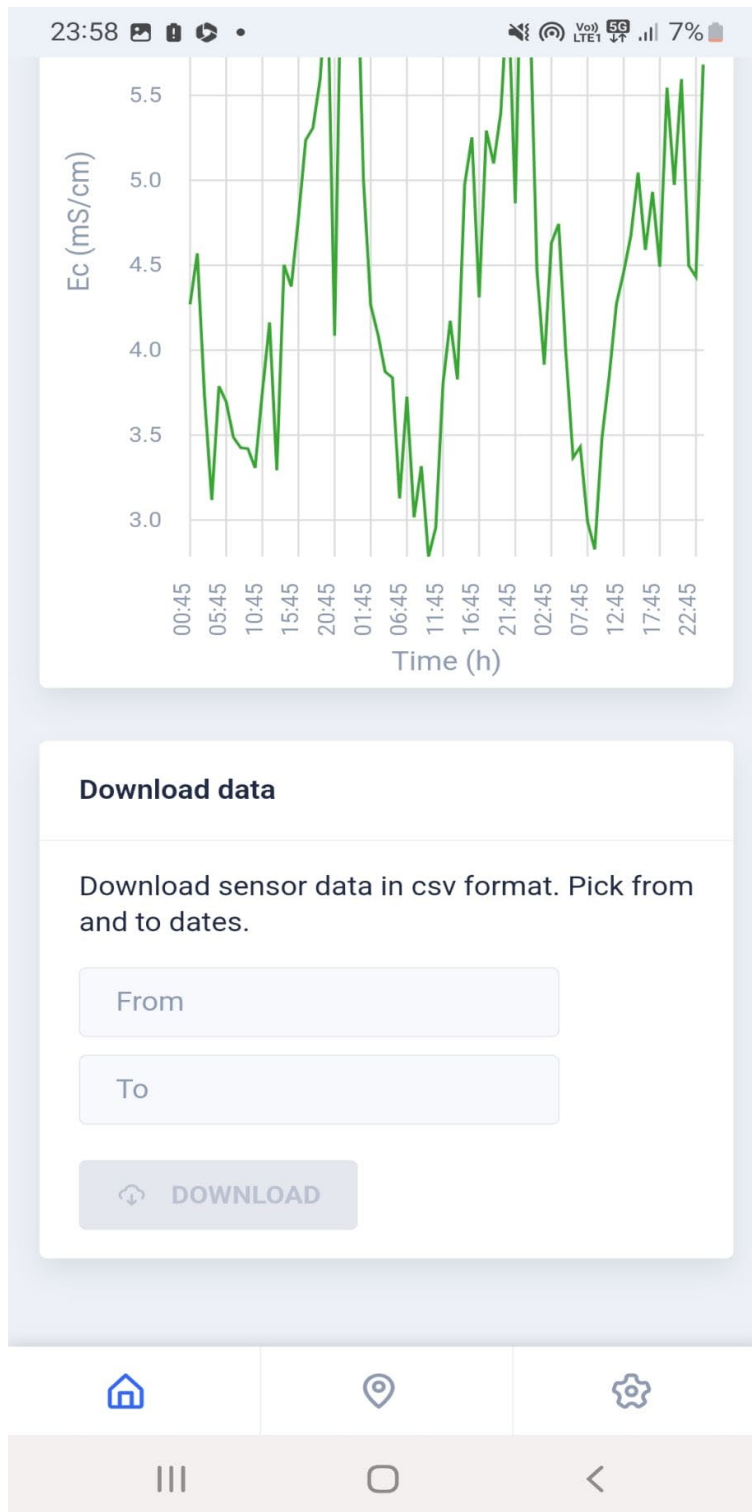 23:58
Vo)) LTE1 5G 7%
5.5
5.0
4.5
4.0
3.5
3.0
Ec (mS/cm)
00:45 05:45 10:45 15:45 20:45 01:45 06:45 11:45 16:45 21:45 02:45 07:45 12:45 17:45 22:45
Time (h)
Download data
Download sensor data in csv format. Pick from
and to dates.
From
To
DOWNLOAD